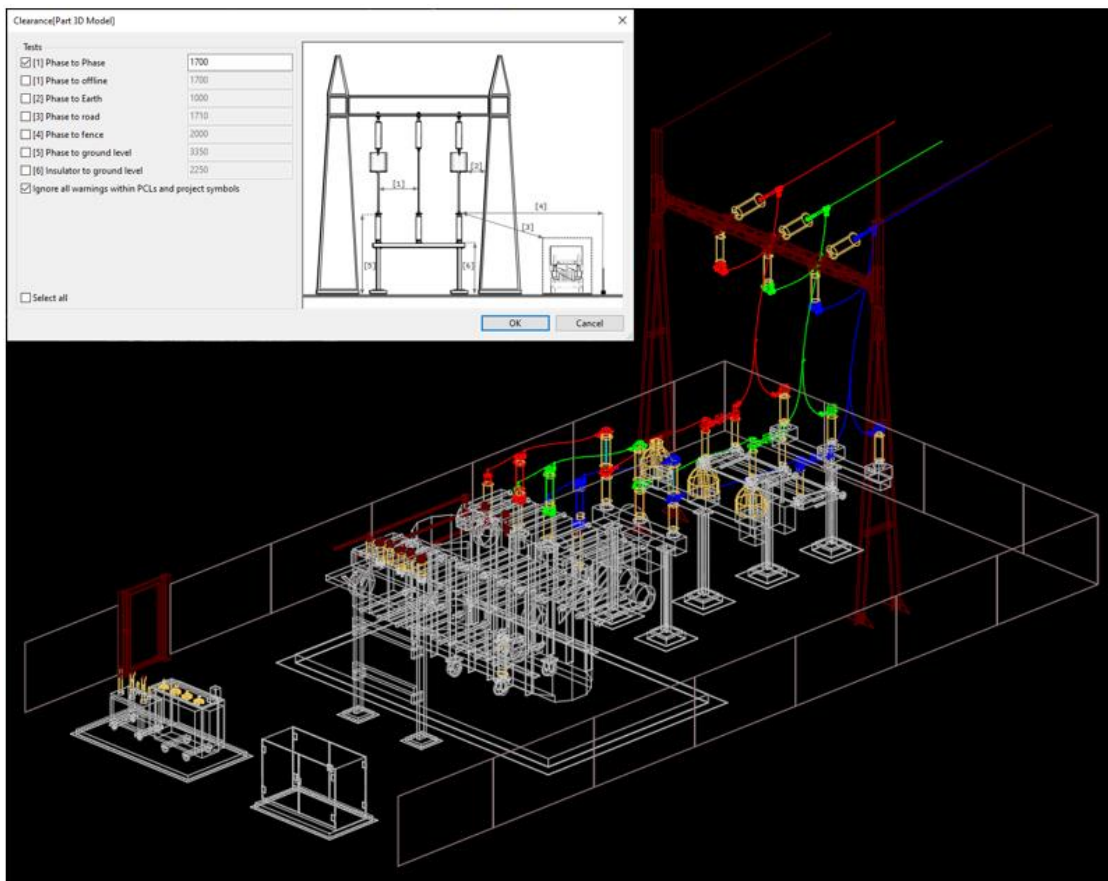 Clearance[Part 3D Model]
Tests
[1] Phase to Phase 1700
[1] Phase to offline 1700
[2] Phase to Earth 1000
[3] Phase to road 1710
[4] Phase to fence 2000
[5] Phase to ground level 3350
[6] Insulator to ground level 2250
Ignore all warnings within PCLs and project symbols
Select all
[2]
[1]
[4]
[3]
[5] [6]
OK Cancel